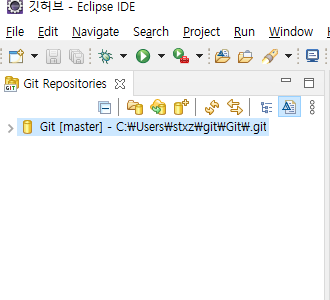 깃허브 - Eclipse IDE
File Edit Navigate Search Project Run Window
Git Repositories
GIT
Git [master] - C:₩Users₩stxz₩git₩Git₩.git